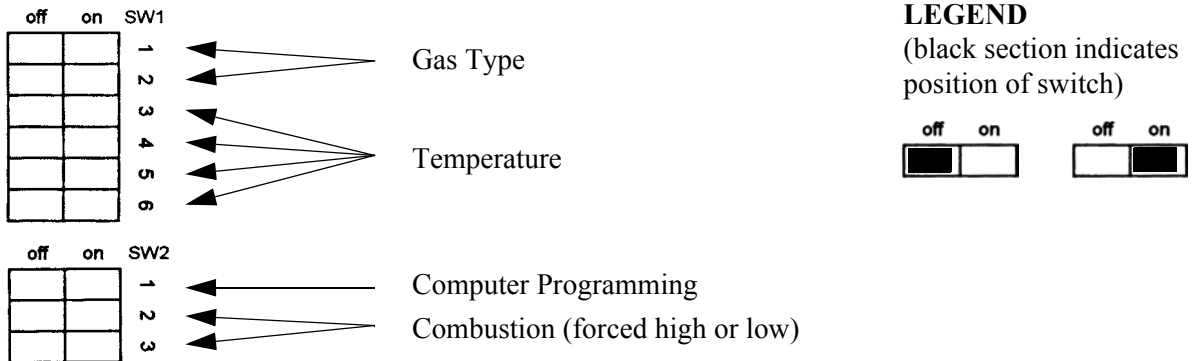 off on SW1
1
2
3
4
5
6
Gas Type
Temperature
off on SW2
1
2
3
Computer Programming
Combustion (forced high or low)
LEGEND
(black section indicates
position of switch)
off on off on